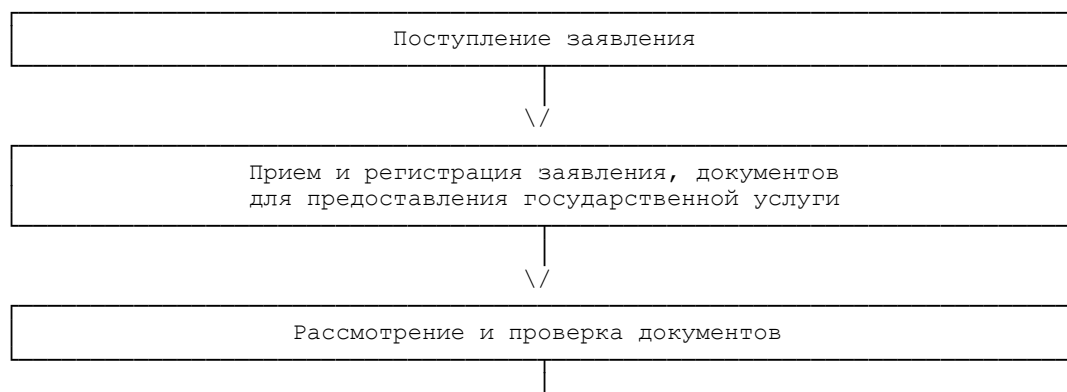 Поступление заявления
Прием и регистрация заявления, документов
для предоставления государственной услуги
Рассмотрение и проверка документов